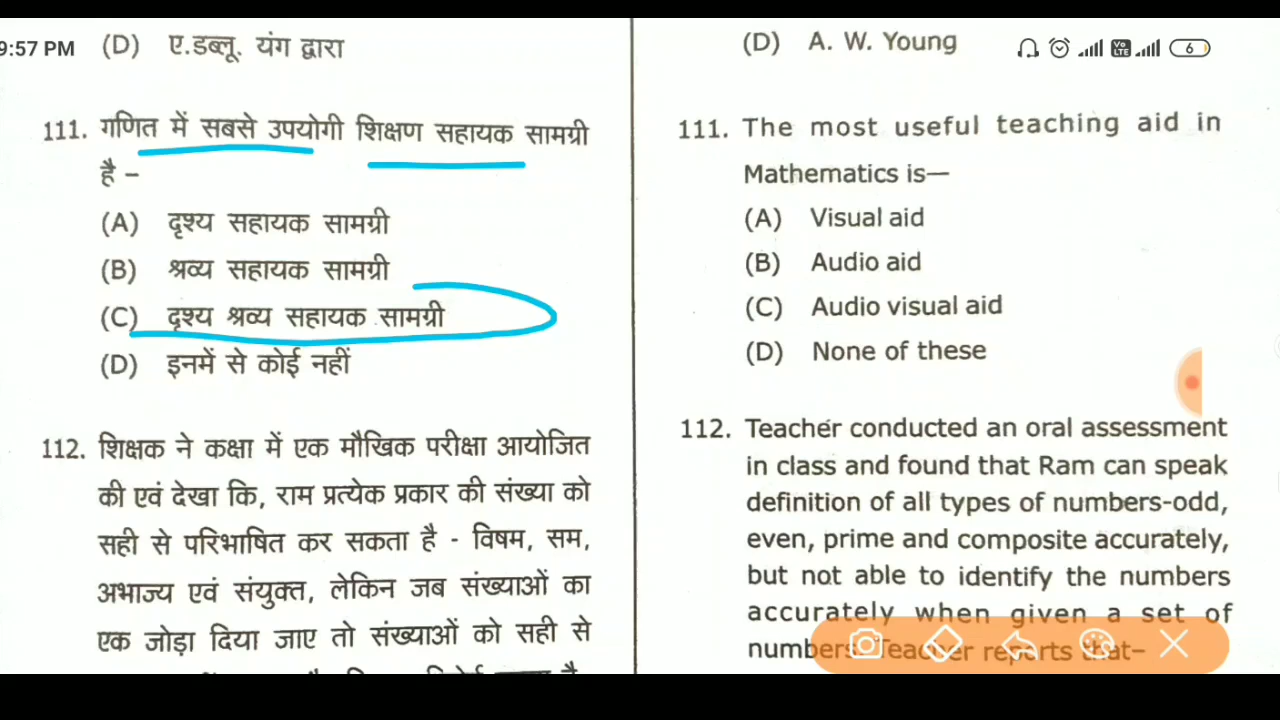 9:57 PM
(D) ए.डब्लू. यंग द्वारा
111. गणित में सबसे उपयोगी शिक्षण सहायक सामग्री
है –
(A) दृश्य सहायक सामग्री
(B) श्रव्य सहायक सामग्री
(C) दृश्य श्रव्य सहायक सामग्री
(D) इनमें से कोई नहीं
112. शिक्षक ने कक्षा में एक मौखिक परीक्षा आयोजित
की एवं देखा कि, राम प्रत्येक प्रकार की संख्या को
सही से परिभाषित कर सकता है - विषम, सम,
अभाज्य एवं संयुक्त, लेकिन जब संख्याओं का
एक जोड़ा दिया जाए तो संख्याओं को सही से
(D) A. W. Young
Vo
LTE
6
111. The most useful teaching aid in
Mathematics is—
(A) Visual aid
(B) Audio aid
(C) Audio visual aid
(D) None of these
112. Teacher conducted an oral assessment
in class and found that Ram can speak
definition of all types of numbers-odd,
even, prime and composite accurately,
but not able to identify the numbers
accurately when given a set of
numbers. Teacher reports that–